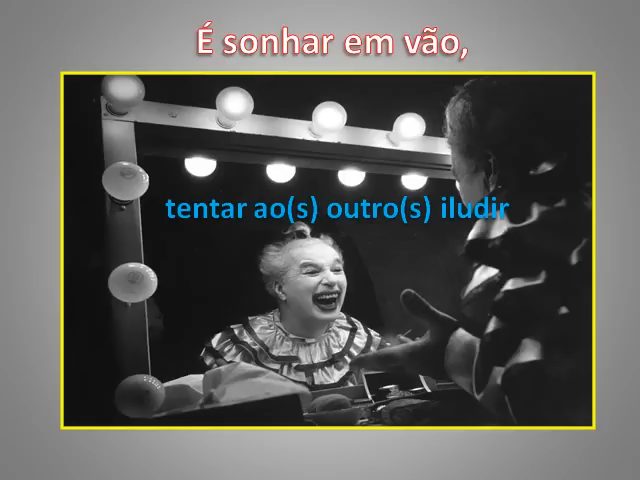 É sonhar em vão,
tentar ao(s) outro(s) iludir